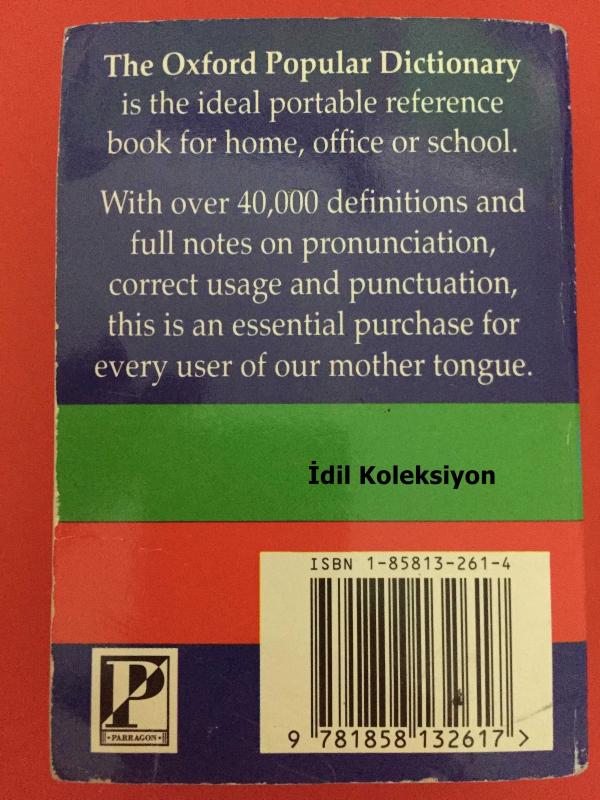 The Oxford Popular Dictionary
is the ideal portable reference
book for home, office or school.
With over 40,000 definitions and
full notes on pronunciation,
correct usage and punctuation,
this is an essential purchase for
every user of our mother tongue.
İdil Koleksiyon
ISBN 1-85813-261-4
P
PARRAGON
9 781858 132617 >